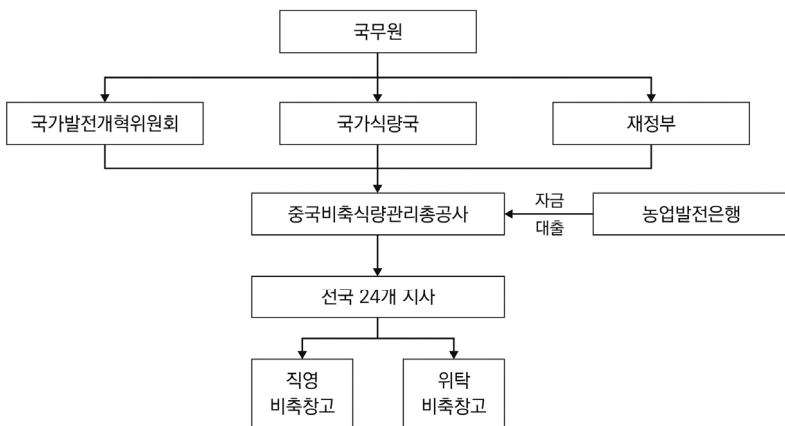 국무원
국가발전개혁위원회
국가식량국
재정부
중국비축식량관리총공사
자금
대출
농업발전은행
전국 24개 지사
직영
비축창고
위탁
비축창고